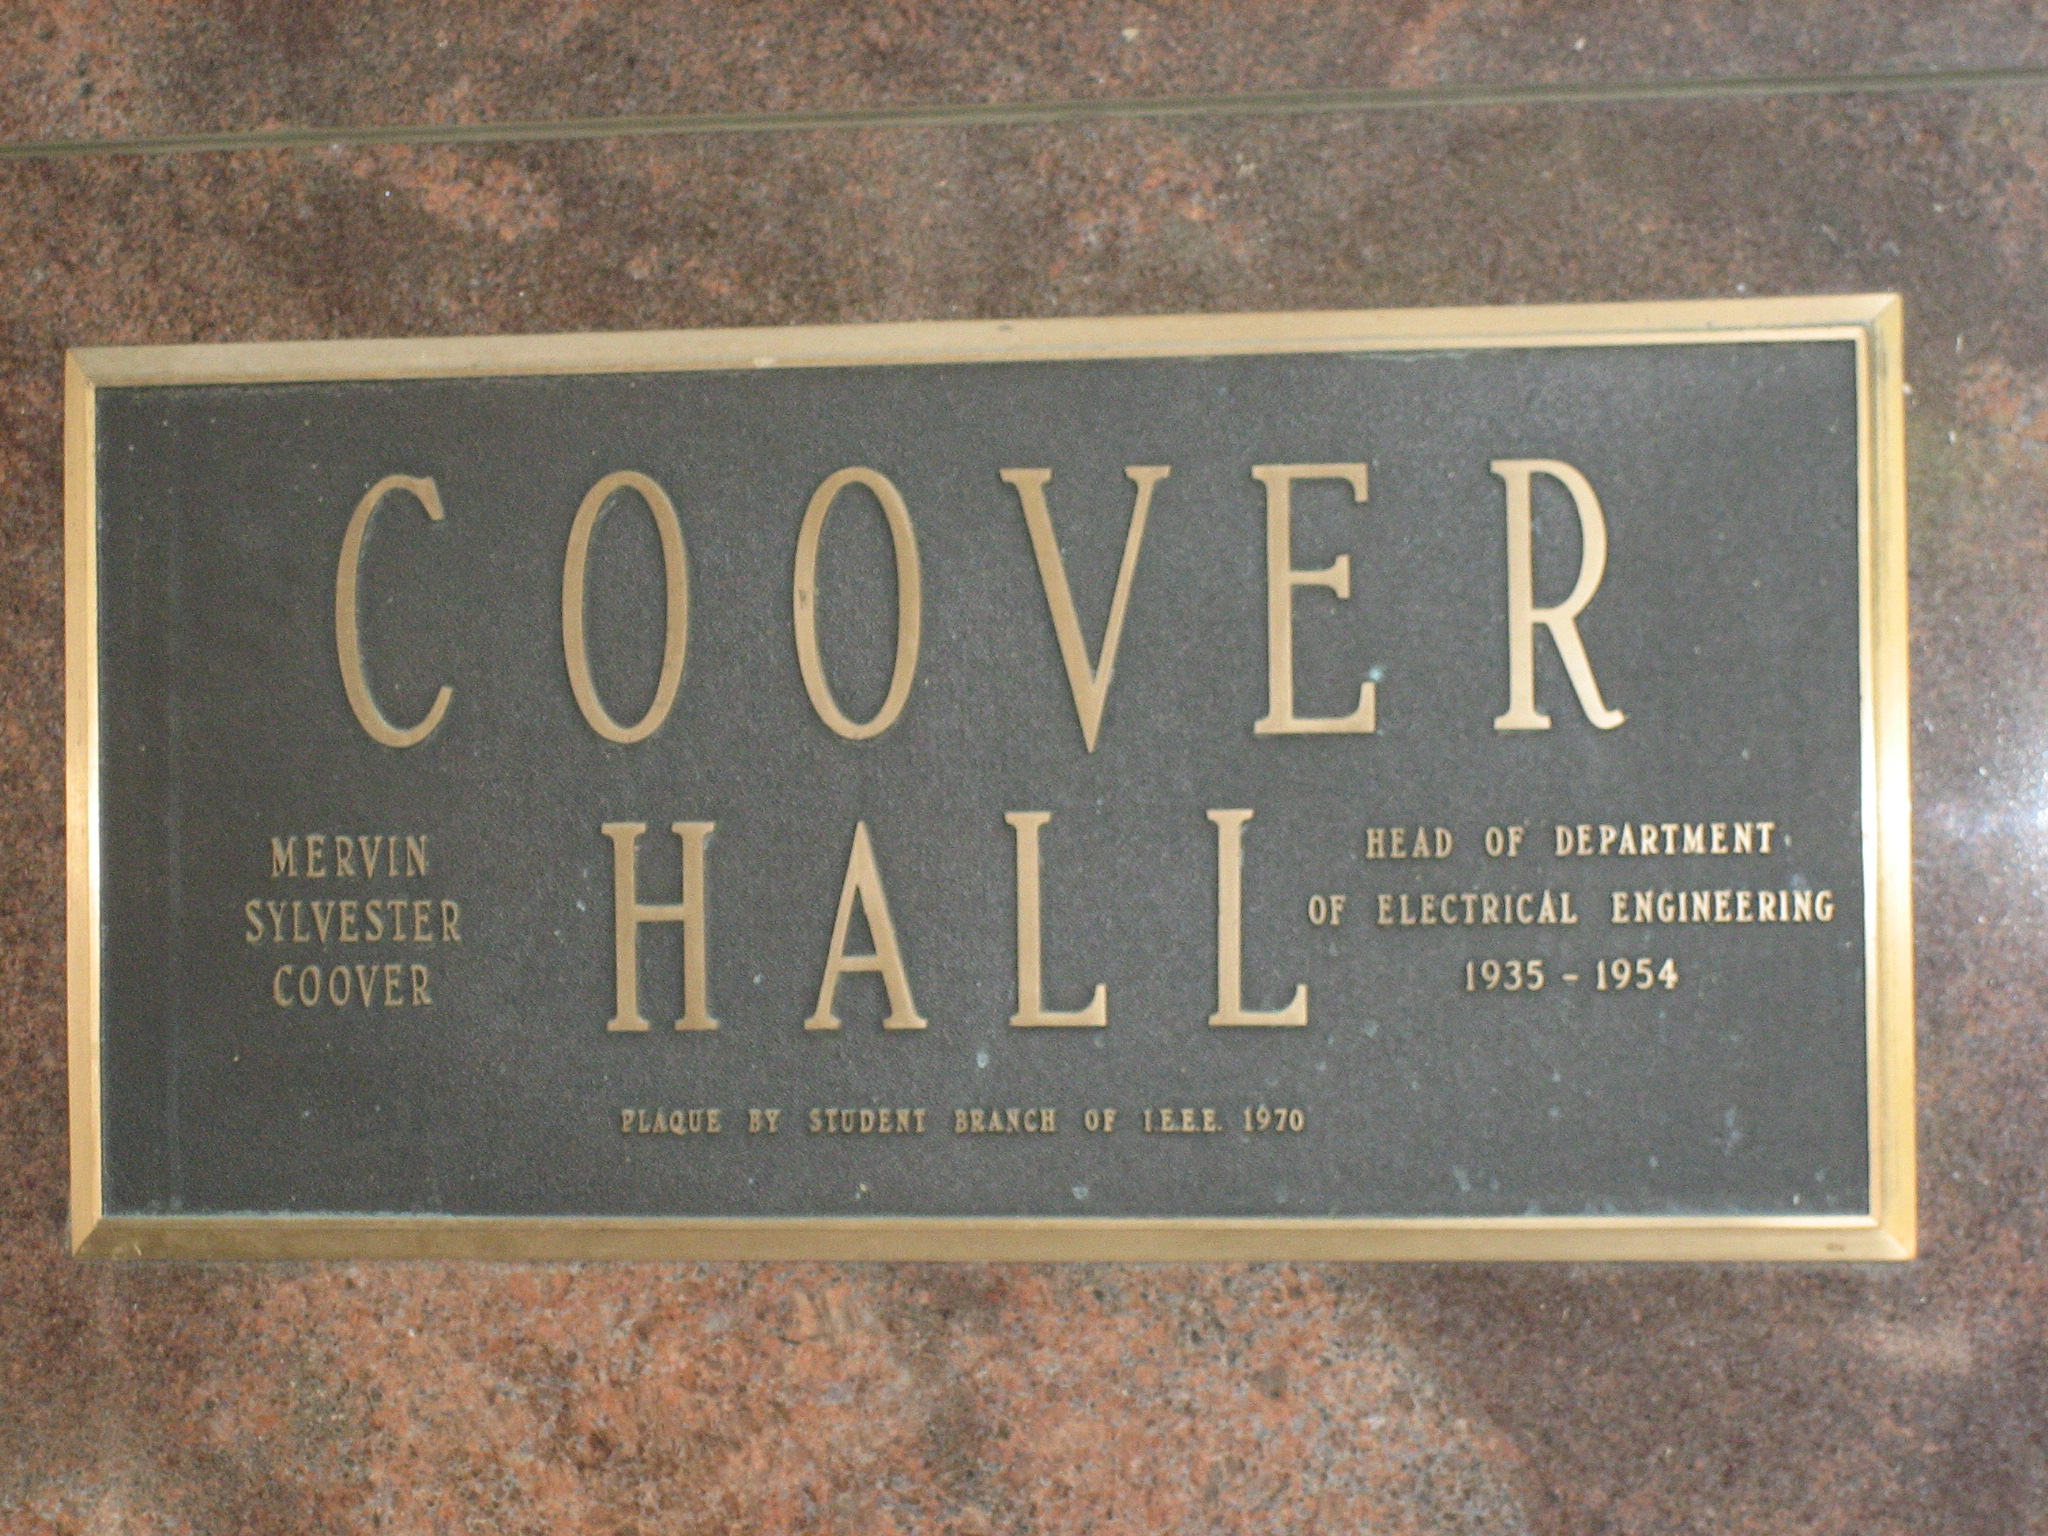 COOVER
HALL
MERVIN
SYLVESTER
COOVER
HEAD OF DEPARTMENT
OF ELECTRICAL ENGINEERING
1935 - 1954
PLAQUE BY STUDENT BRANCH OF I.E.E.E. 1970